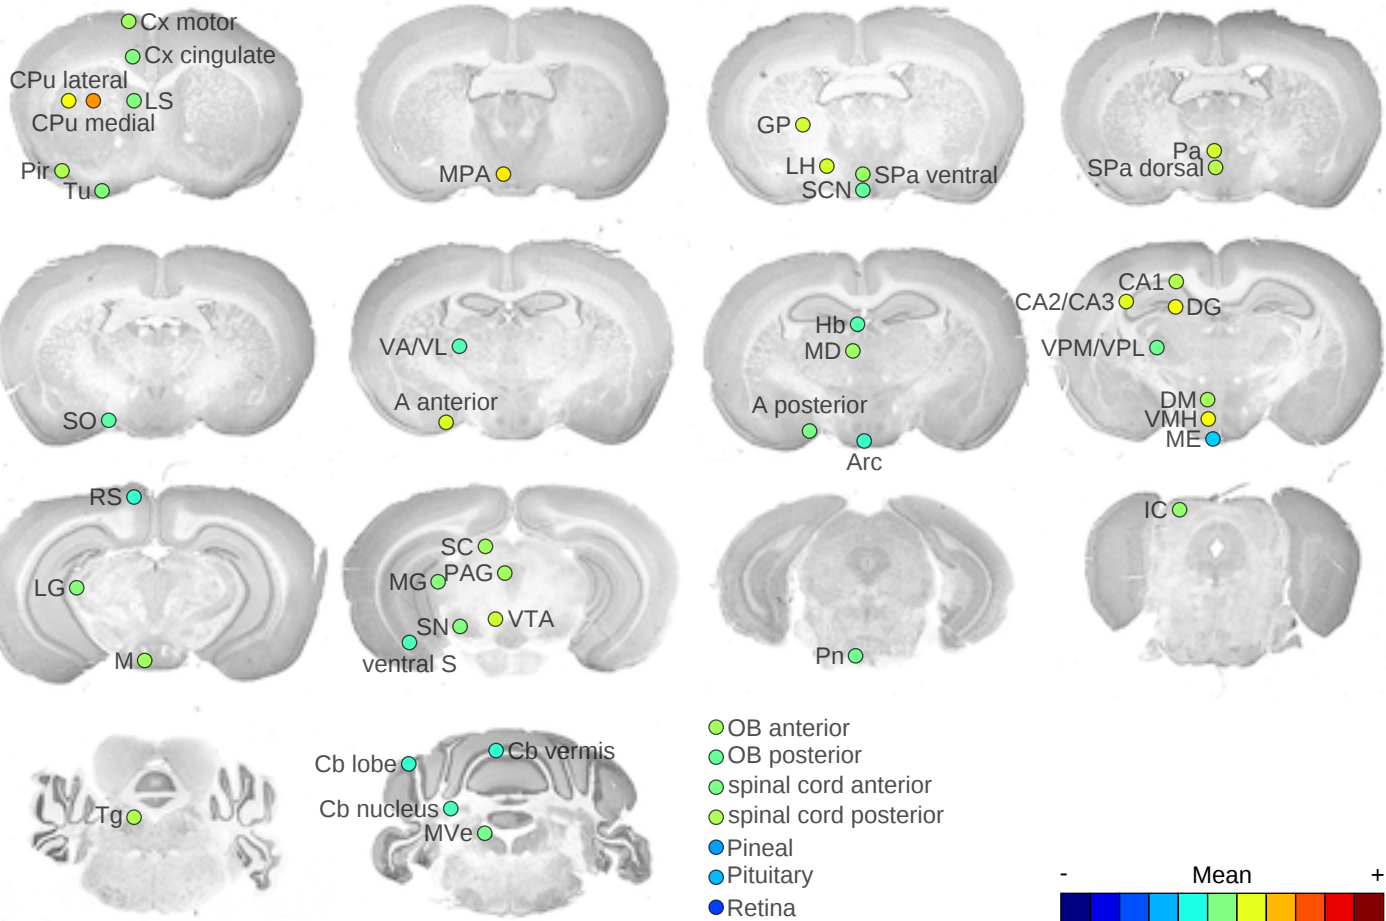 Cx motor
Cx cingulate
CPu lateral
LS
CPu medial
Pir
Tu
MPA
GP
LH
SPa ventral
SCN
Pa
SPa dorsal
SO
VA/VL
A anterior
Hb
MD
A posterior
Arc
CA1
CA2/CA3
DG
VPM/VPL
DM
VMH
ME
RS
LG
M
SC
MG
PAG
SN
VTA
ventral S
Pn
IC
Tg
Cb lobe
Cb vermis
Cb nucleus
MVe
OB anterior
OB posterior
spinal cord anterior
spinal cord posterior
Pineal
Pituitary
Retina
- Mean +